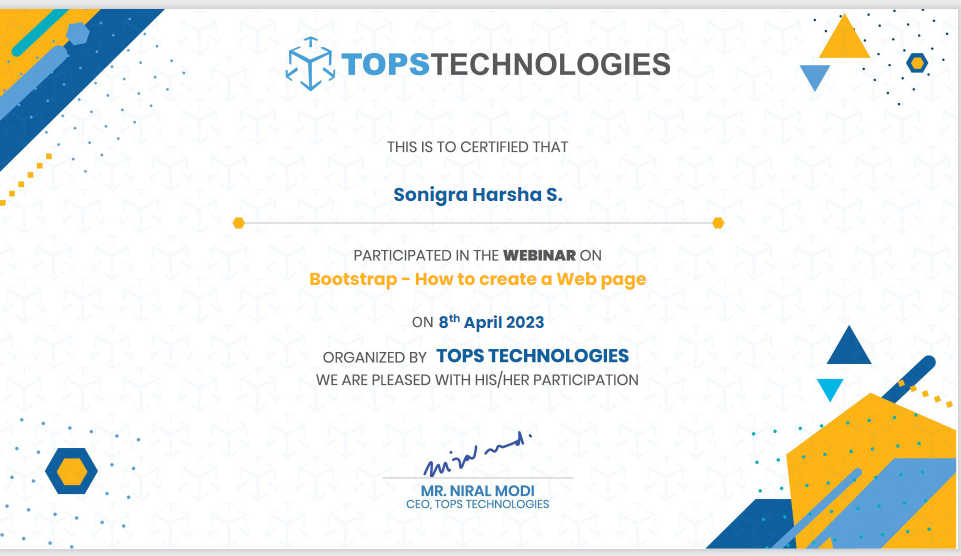 TOPSTECHNOLOGIES
THIS IS TO CERTIFIED THAT
Sonigra Harsha S.
PARTICIPATED IN THE WEBINAR ON
Bootstrap - How to create a Web page
ON 8th April 2023
ORGANIZED BY TOPS TECHNOLOGIES
WE ARE PLEASED WITH HIS/HER PARTICIPATION
Niral Modi
MR. NIRAL MODI
CEO, TOPS TECHNOLOGIES